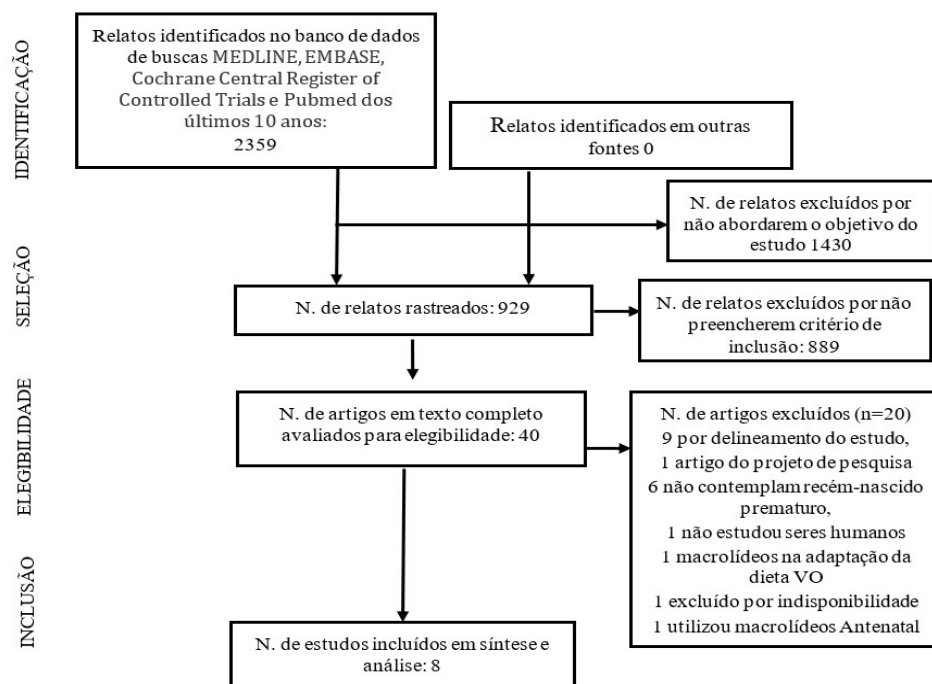 IDENTIFICAÇÃO
Relatos identificados no banco de dados
de buscas MEDLINE, EMBASE,
Cochrane Central Register of
Controlled Trials e Pubmed dos
últimos 10 anos:
2359
Relatos identificados em outras
fontes 0
N. de relatos excluídos por
não abordarem o objetivo do
estudo 1430
SELEÇÃO
N. de relatos rastreados: 929
N. de relatos excluídos por não
preencherem critério de
inclusão: 889
ELEGIBILIDADE
N. de artigos em texto completo
avaliados para elegibilidade: 40
N. de artigos excluídos (n=20)
9 por delineamento do estudo,
1 artigo do projeto de pesquisa
6 não contemplam recém-nascido
prematuro,
1 não estudou seres humanos
1 macrolídeos na adaptação da
dieta VO
1 excluído por indisponibilidade
1 utilizou macrolídeos Antenatal
INCLUSÃO
N. de estudos incluídos em síntese e
análise: 8